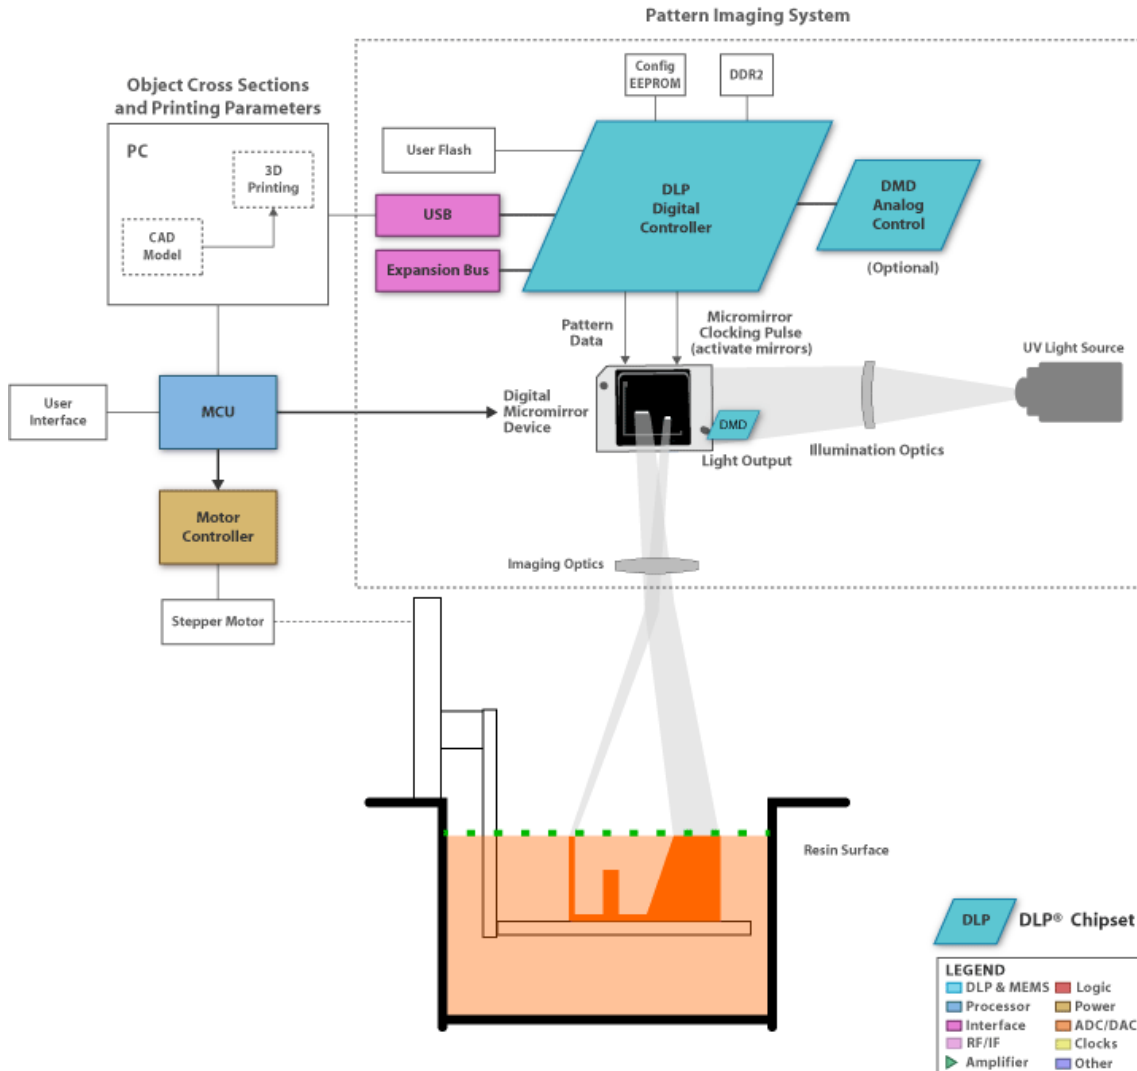 Pattern Imaging System
Object Cross Sections
and Printing Parameters
PC
3D
Printing
CAD
Model
Config
EEPROM
DDR2
User Flash
USB
Expansion Bus
DLP
Digital
Controller
DMD
Analog
Control
(Optional)
Pattern
Data
Micromirror
Clocking Pulse
(activate mirrors)
UV Light Source
User
Interface
MCU
Digital
Micromirror
Device
DMD
Light Output
Illumination Optics
Motor
Controller
Imaging Optics
Stepper Motor
Resin Surface
DLP
DLP® Chipset
LEGEND
DLP & MEMS
Logic
Processor
Power
Interface
ADC/DAC
RF/IF
Clocks
Amplifier
Other